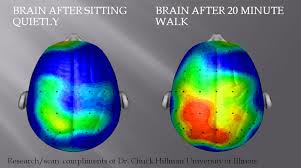 BRAIN AFTER SITTING
QUIETLY
BRAIN AFTER 20 MINUTE
WALK
Research/scan compliments of Dr. Chuck Hillman University of Illinois